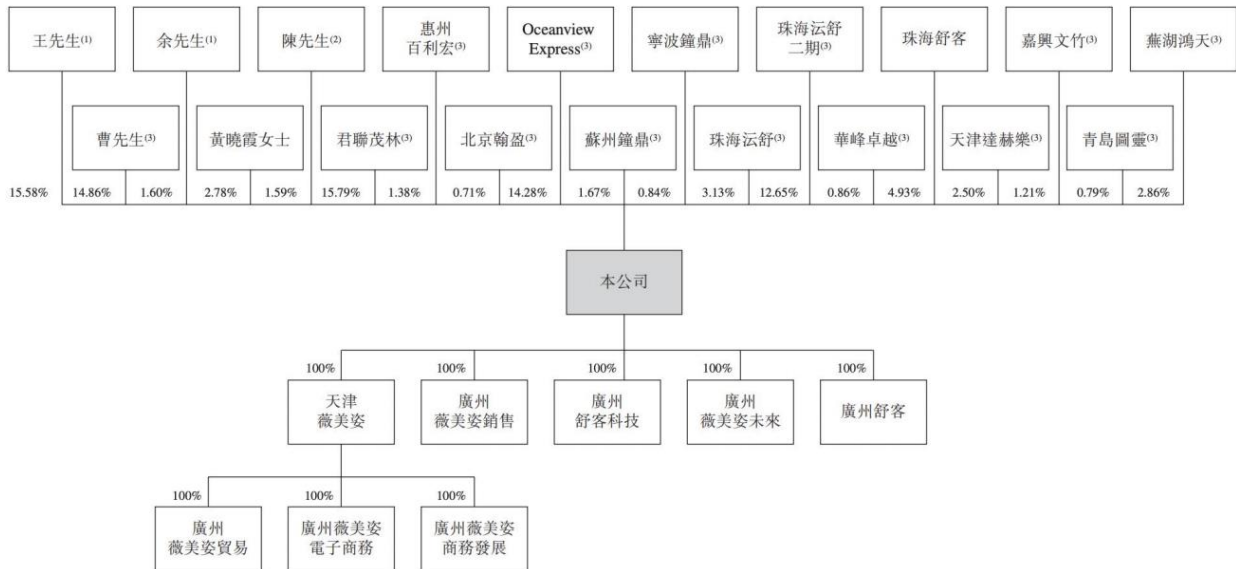 王先生(1)
余先生(1)
陳先生(2)
惠州
百利宏(3)
Oceanview
Express(3)
寧波鐘鼎(3)
珠海沄舒
二期(3)
珠海舒客
嘉興文竹(3)
蕪湖鴻天(3)
曹先生(3)
黃曉霞女士
君聯茂林(3)
北京翰盈(3)
蘇州鐘鼎(3)
珠海沄舒(3)
華峰卓越(3)
天津達赫樂(3)
青島圖靈(3)
15.58%
14.86%
1.60%
2.78%
1.59%
15.79%
1.38%
0.71%
14.28%
1.67%
0.84%
3.13%
12.65%
0.86%
4.93%
2.50%
1.21%
0.79%
2.86%
本公司
100%
100%
100%
100%
100%
天津
薇美姿
廣州
薇美姿銷售
廣州
舒客科技
廣州
薇美姿未來
廣州舒客
100%
100%
100%
廣州
薇美姿貿易
廣州薇美姿
電子商務
廣州薇美姿
商務發展